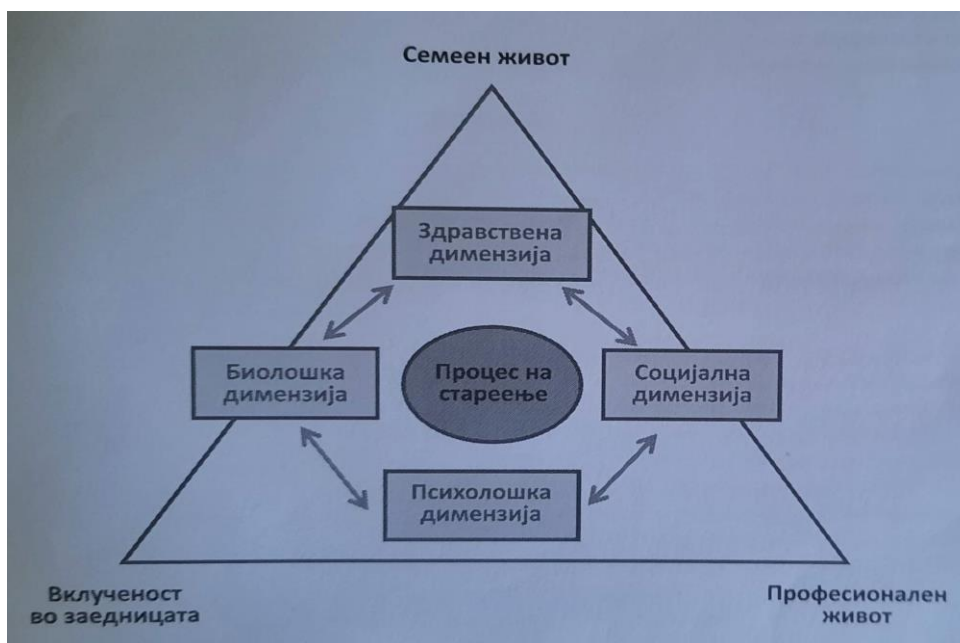 Семеен живот
Здравствена
димензија
Биолошка
димензија
Процес на
стареење
Социјална
димензија
Психолошка
димензија
Вклученост
во заедницата
Професионален
живот